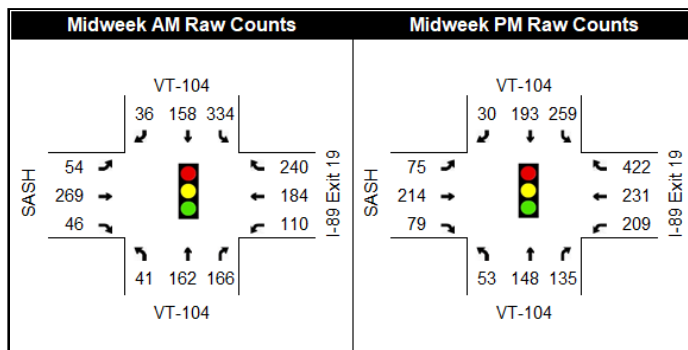 Midweek AM Raw Counts
VT-104
36 158 334
54
269
46
SASH
240
184
110
I-89 Exit 19
41 162 166
VT-104
Midweek PM Raw Counts
VT-104
30 193 259
75
214
79
SASH
422
231
209
I-89 Exit 19
53 148 135
VT-104